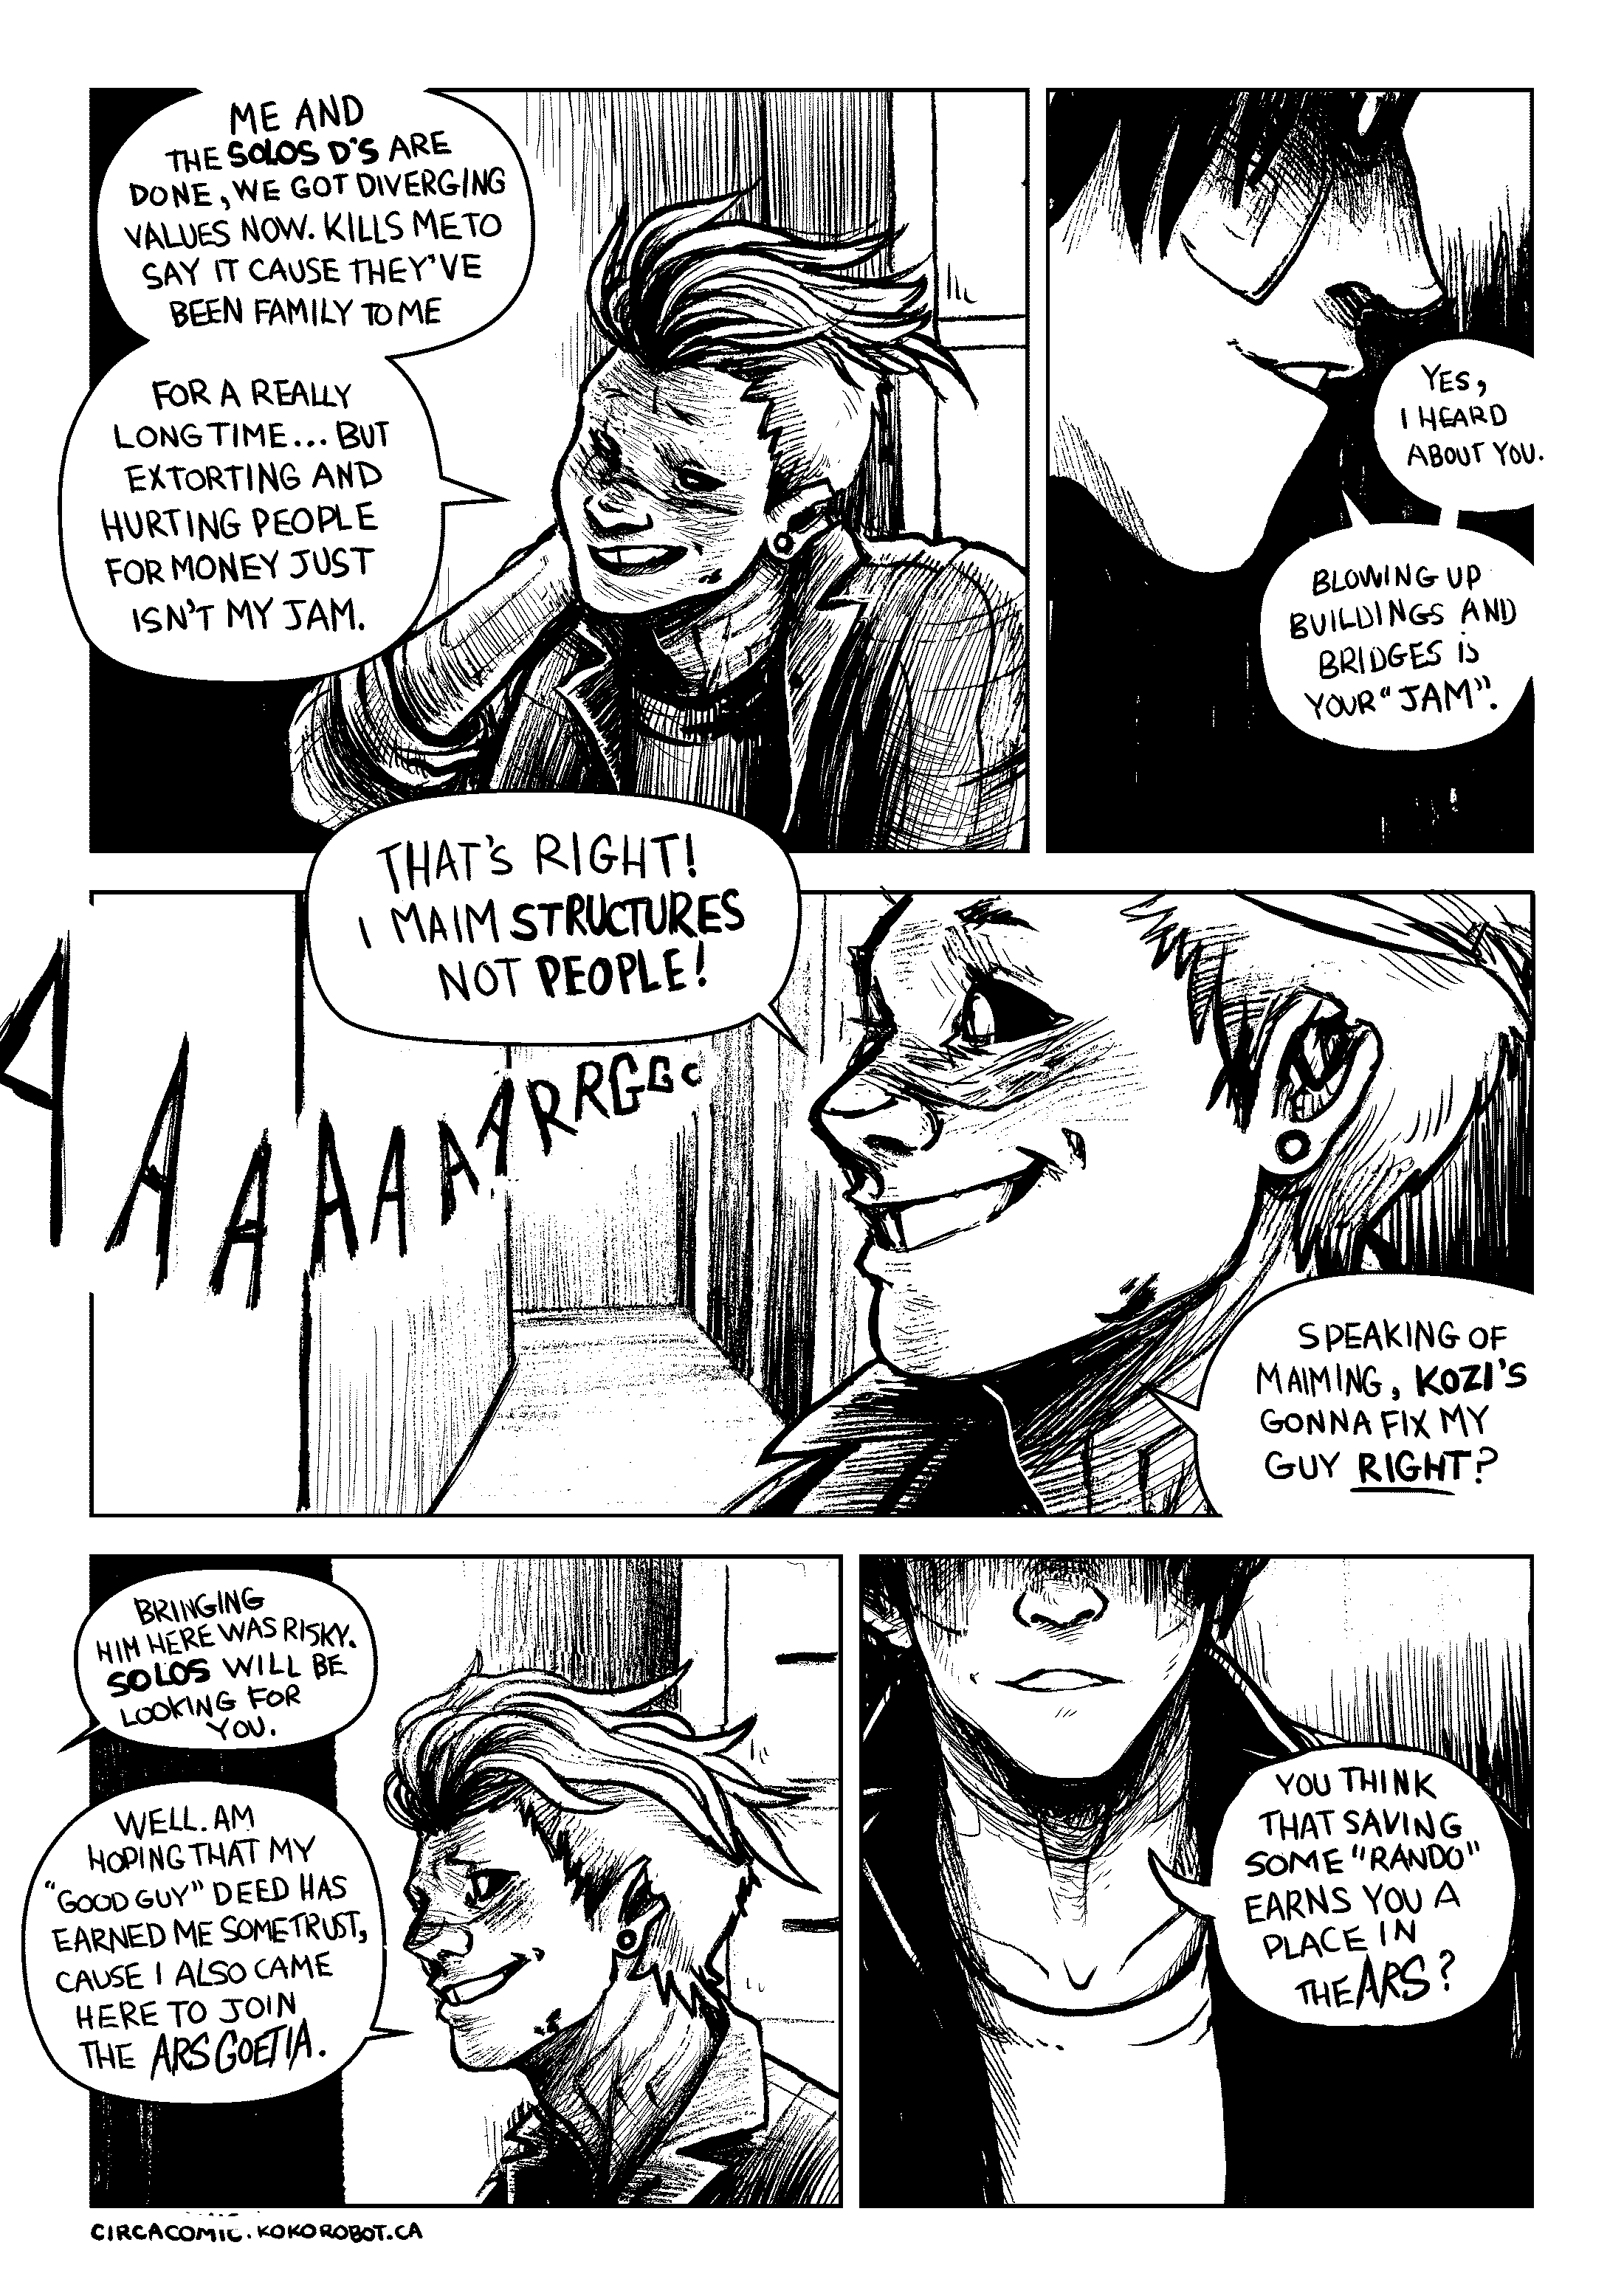 ME AND
THE SOLOS D'S ARE
DONE, WE GOT DIVERGING
VALUES NOW. KILLS ME TO
SAY IT CAUSE THEY'VE
BEEN FAMILY TO ME
FOR A REALLY
LONG TIME... BUT
EXTORTING AND
HURTING PEOPLE
FOR MONEY JUST
ISN'T MY JAM.
YES,
I HEARD
ABOUT YOU.
BLOWING UP
BUILDINGS AND
BRIDGES iS
YOUR "JAM".
THAT'S RIGHT!
I MAIM STRUCTURES
NOT PEOPLE!
AAAAAAARRGGG
SPEAKING OF
MAIMING, KOZI'S
GONNA FIX MY
GUY RIGHT?
BRINGING
HIM HERE WAS RISKY.
SOLOS WILL BE
LOOKING FOR
YOU.
WELL. AM
HOPING THAT MY
"GOOD GUY" DEED HAS
EARNED ME SOME TRUST,
CAUSE I ALSO CAME
HERE TO JOIN
THE ARS GOETIA.
YOU THINK
THAT SAVING
SOME "RANDO"
EARNS YOU A
PLACE IN
THE ARS?
CIRCACOMIC.KOKOROBOT.CA